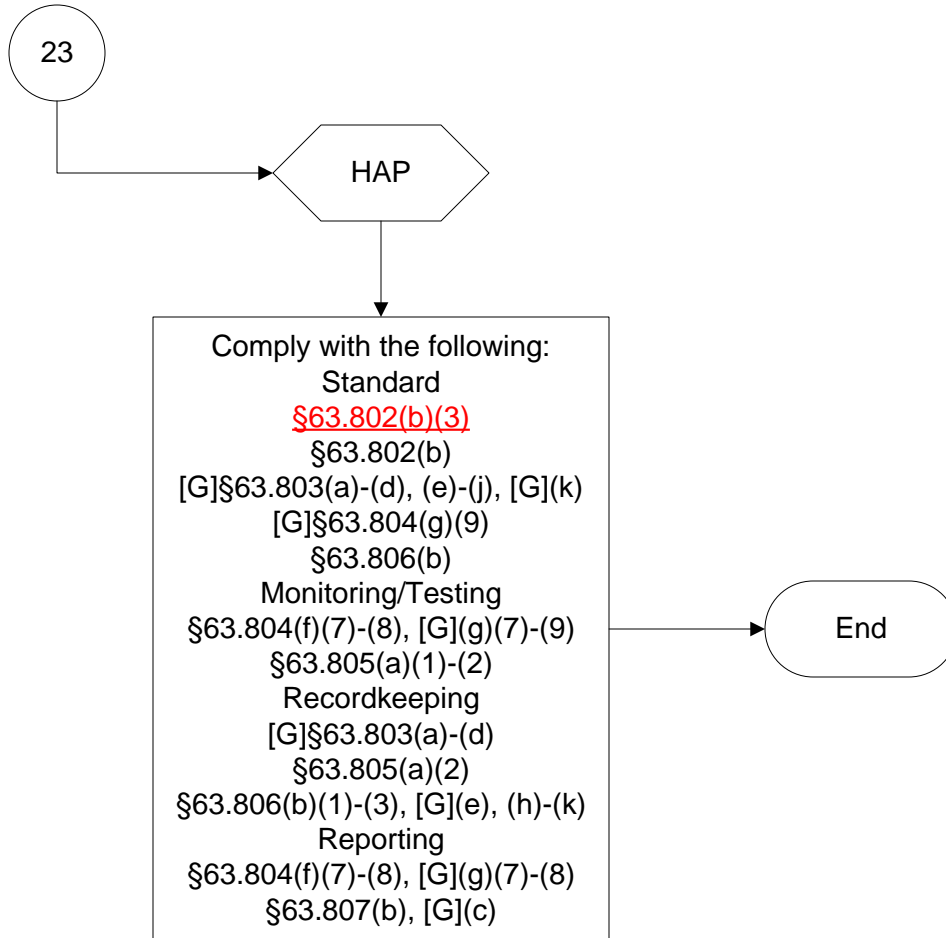 23
HAP
Comply with the following:
Standard
§63.802(b)(3)
§63.802(b)
[G]§63.803(a)-(d), (e)-(j), [G](k)
[G]§63.804(g)(9)
§63.806(b)
Monitoring/Testing
§63.804(f)(7)-(8), [G](g)(7)-(9)
§63.805(a)(1)-(2)
Recordkeeping
[G]§63.803(a)-(d)
§63.805(a)(2)
§63.806(b)(1)-(3), [G](e), (h)-(k)
Reporting
§63.804(f)(7)-(8), [G](g)(7)-(8)
§63.807(b), [G](c)
End